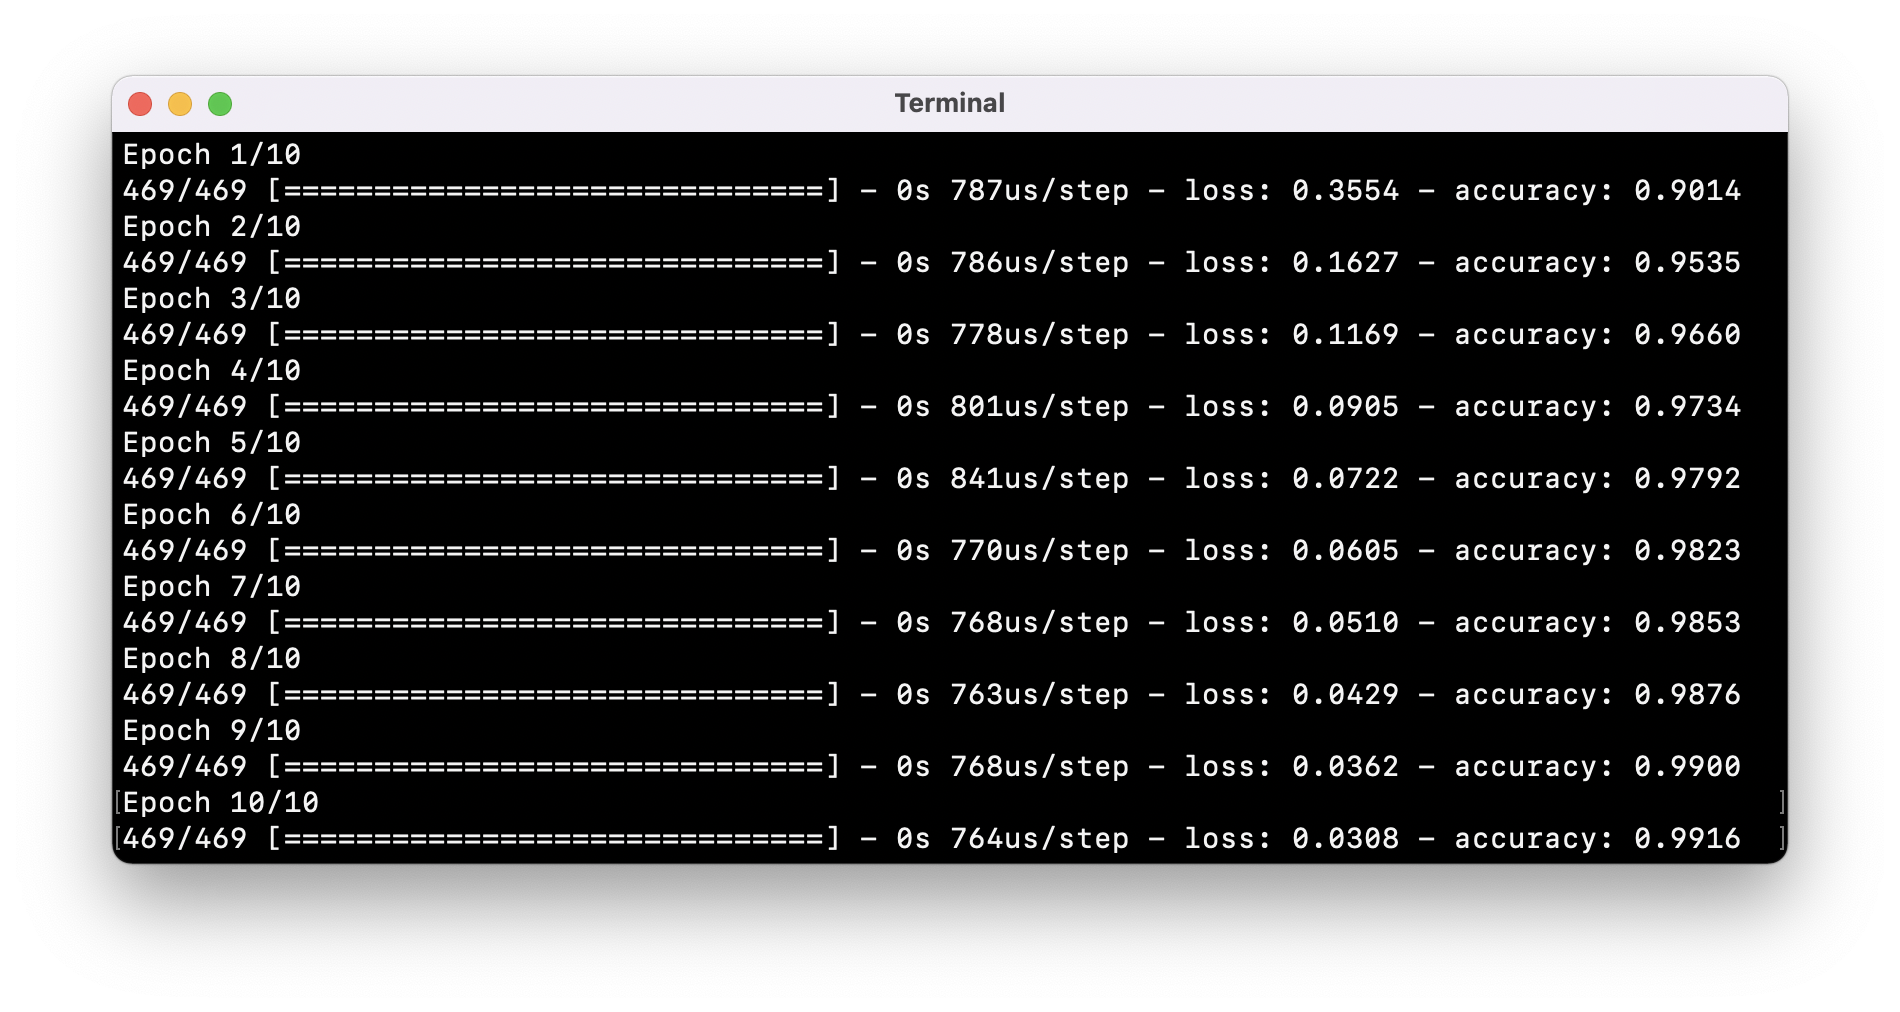 Terminal
Epoch 1/10
469/469 [==============================] - 0s 787us/step - loss: 0.3554 - accuracy: 0.9014
Epoch 2/10
469/469 [==============================] - 0s 786us/step - loss: 0.1627 - accuracy: 0.9535
Epoch 3/10
469/469 [==============================] - 0s 778us/step - loss: 0.1169 - accuracy: 0.9660
Epoch 4/10
469/469 [==============================] - 0s 801us/step - loss: 0.0905 - accuracy: 0.9734
Epoch 5/10
469/469 [==============================] - 0s 841us/step - loss: 0.0722 - accuracy: 0.9792
Epoch 6/10
469/469 [==============================] - 0s 770us/step - loss: 0.0605 - accuracy: 0.9823
Epoch 7/10
469/469 [==============================] - 0s 768us/step - loss: 0.0510 - accuracy: 0.9853
Epoch 8/10
469/469 [==============================] - 0s 763us/step - loss: 0.0429 - accuracy: 0.9876
Epoch 9/10
469/469 [==============================] - 0s 768us/step - loss: 0.0362 - accuracy: 0.9900
[Epoch 10/10 ]
[469/469 [==============================] - 0s 764us/step - loss: 0.0308 - accuracy: 0.9916 ]